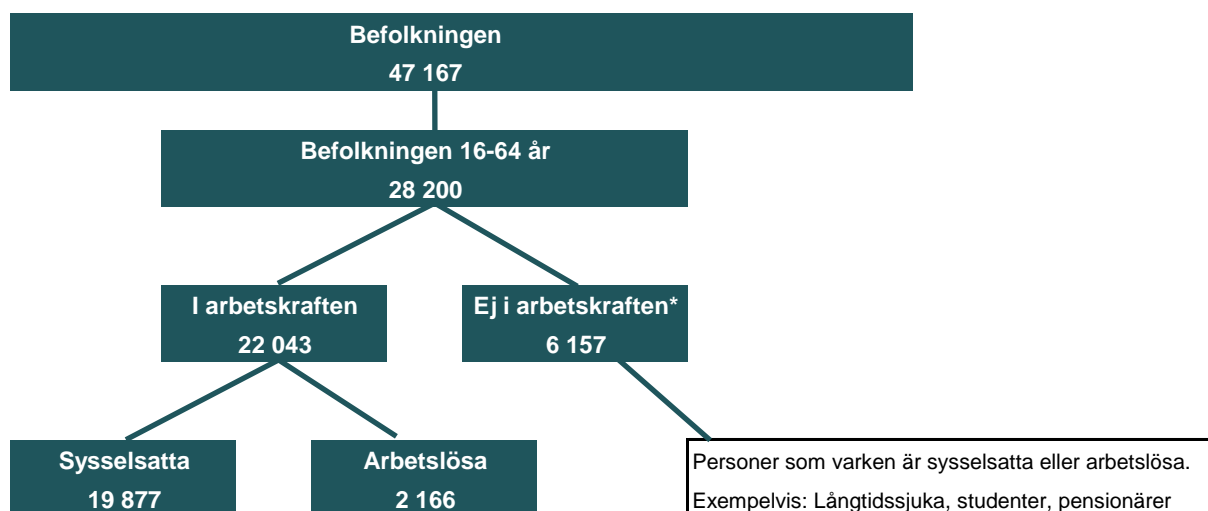 Befolkningen
47 167
Befolkningen 16-64 år
28 200
I arbetskraften
22 043
Ej i arbetskraften*
6 157
Sysselsatta
19 877
Arbetslösa
2 166
Personer som varken är sysselsatta eller arbetslösa.
Exempelvis: Långtidssjuka, studenter, pensionärer